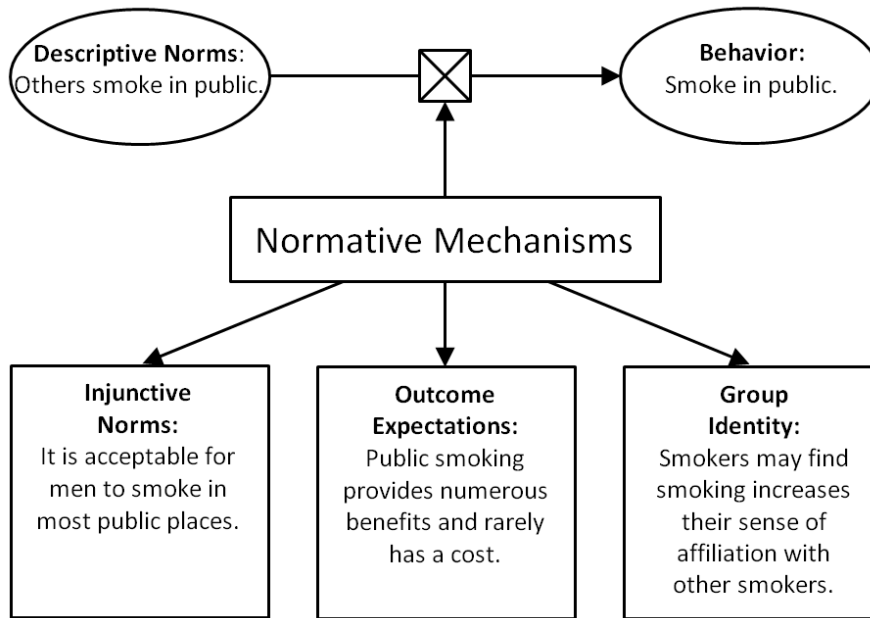 Descriptive Norms:
Others smoke in public.
Behavior:
Smoke in public.
Normative Mechanisms
Injunctive
Norms:
It is acceptable for
men to smoke in
most public places.
Outcome
Expectations:
Public smoking
provides numerous
benefits and rarely
has a cost.
Group
Identity:
Smokers may find
smoking increases
their sense of
affiliation with
other smokers.